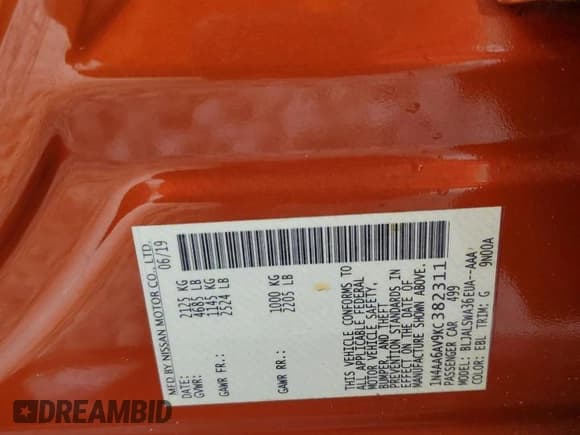 MFD BY NISSAN MOTOR CO., LTD.
DATE: 06/19
GVWR: 2125 KG
4685 LB
GAWR FR.: 1145 KG
2524 LB
GAWR RR.: 1000 KG
2205 LB
THIS VEHICLE CONFORMS TO
ALL APPLICABLE FEDERAL
MOTOR VEHICLE SAFETY,
BUMPER, AND THEFT
PREVENTION STANDARDS IN
EFFECT ON THE DATE OF
MANUFACTURE SHOWN ABOVE.
1N4AA6AV9KC382311
PASSENGER CAR 499
MODEL: BLJALSWA36EUA--AAA
COLOR: EBL TRIM: G 9N00A
DREAMBID